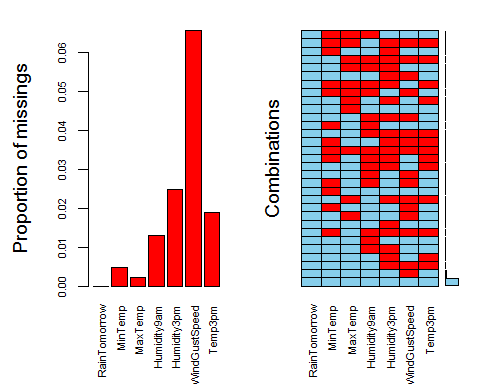 Proportion of missings
0.00
0.01
0.02
0.03
0.04
0.05
0.06
RainTomorrow
MinTemp
MaxTemp
Humidity9am
Humidity3pm
WindGustSpeed
Temp3pm
Combinations
RainTomorrow
MinTemp
MaxTemp
Humidity9am
Humidity3pm
WindGustSpeed
Temp3pm